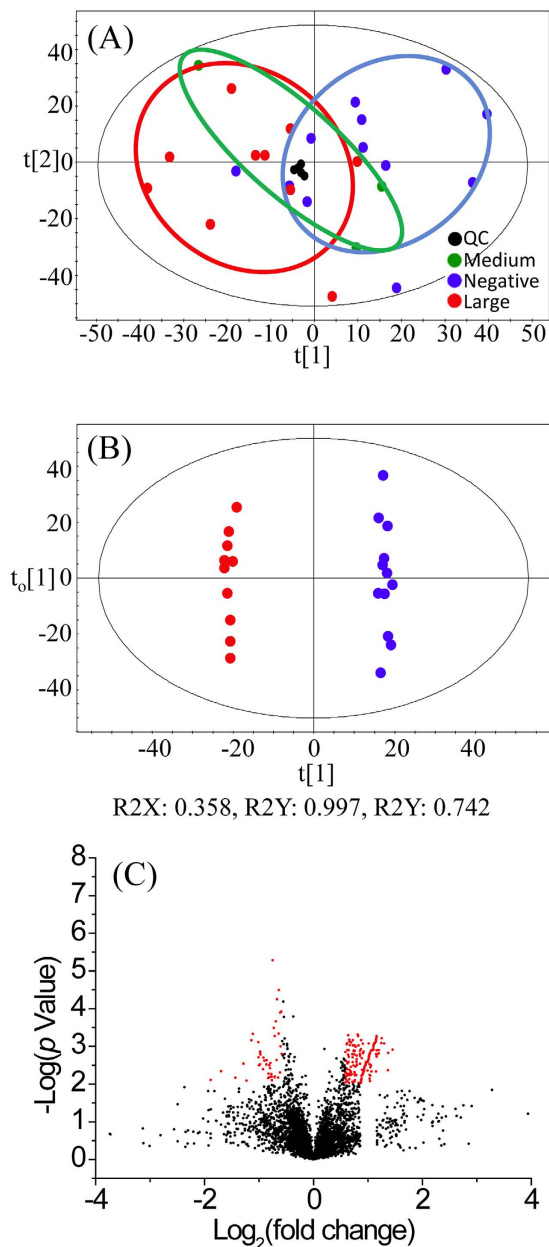 (A)
40
20
t[2]0
-20
-40
QC
Medium
Negative
Large
-50 -40 -30 -20 -10 0 10 20 30 40 50
t[1]
(B)
40
20
to[1]0
-20
-40
-40 -20 0 20 40
t[1]
R2X: 0.358, R2Y: 0.997, R2Y: 0.742
(C)
8
7
6
5
4
3
2
1
0
-Log(p Value)
-4 -2 0 2 4
Log2(fold change)